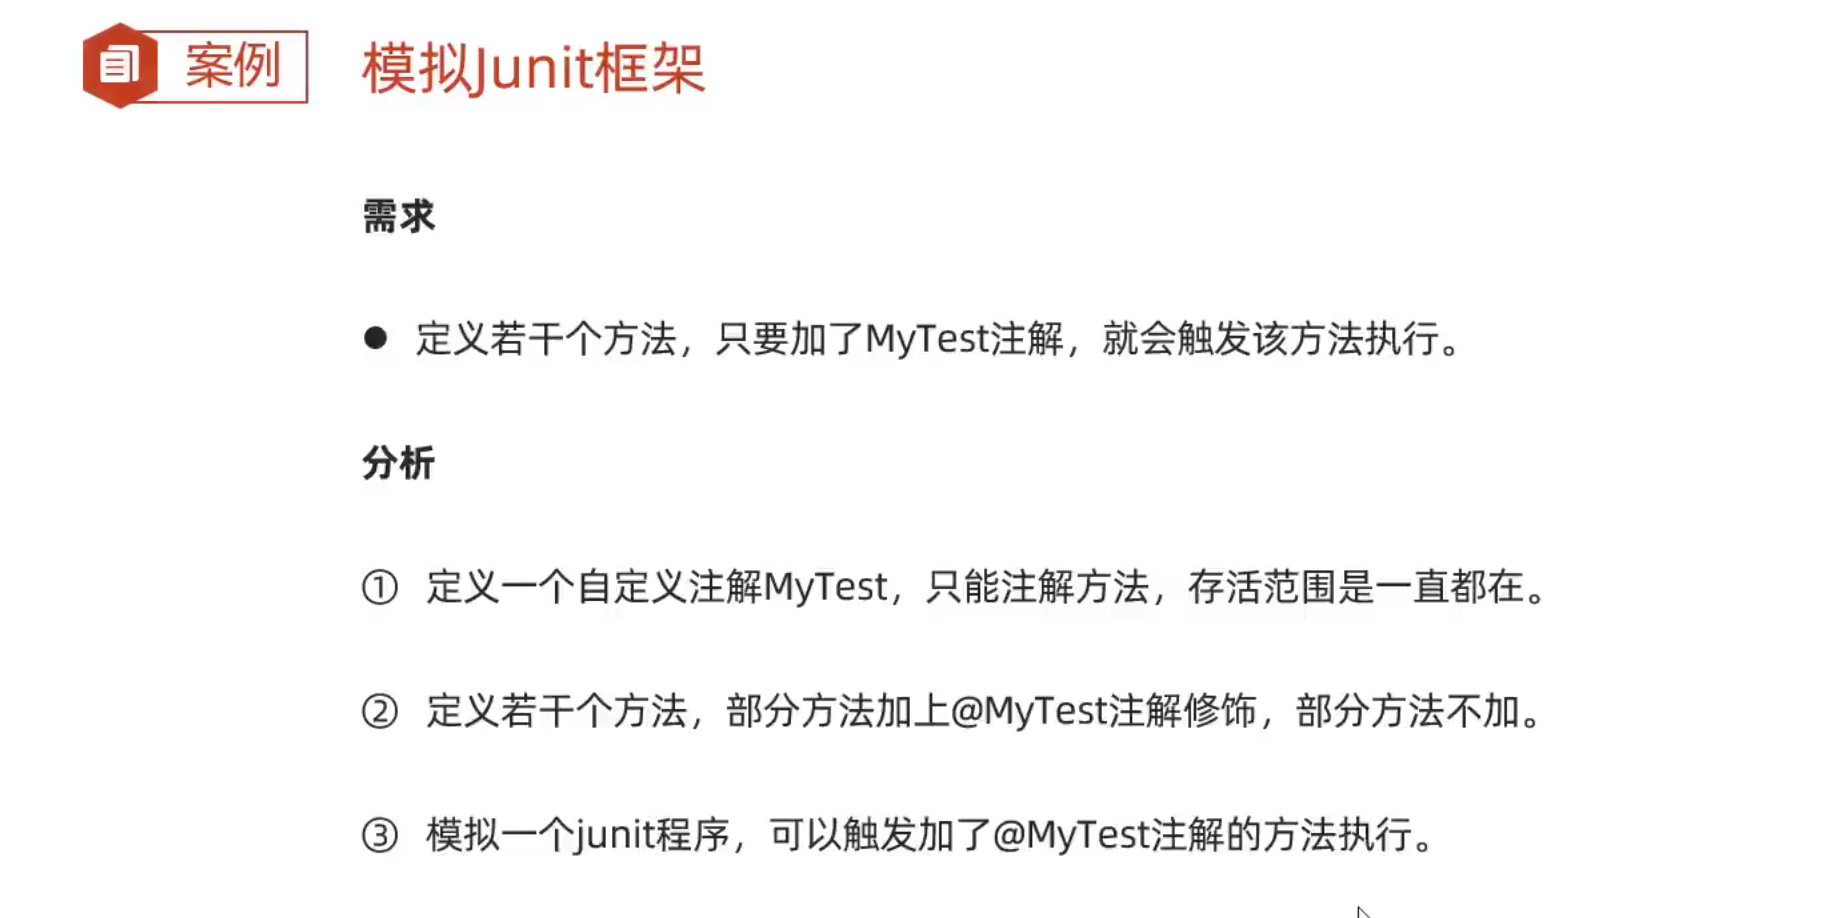 案例
模拟Junit框架
需求
● 定义若干个方法，只要加了MyTest注解，就会触发该方法执行。
分析
① 定义一个自定义注解MyTest，只能注解方法，存活范围是一直都在。
② 定义若干个方法，部分方法加上@MyTest注解修饰，部分方法不加。
③ 模拟一个junit程序，可以触发加了@MyTest注解的方法执行。